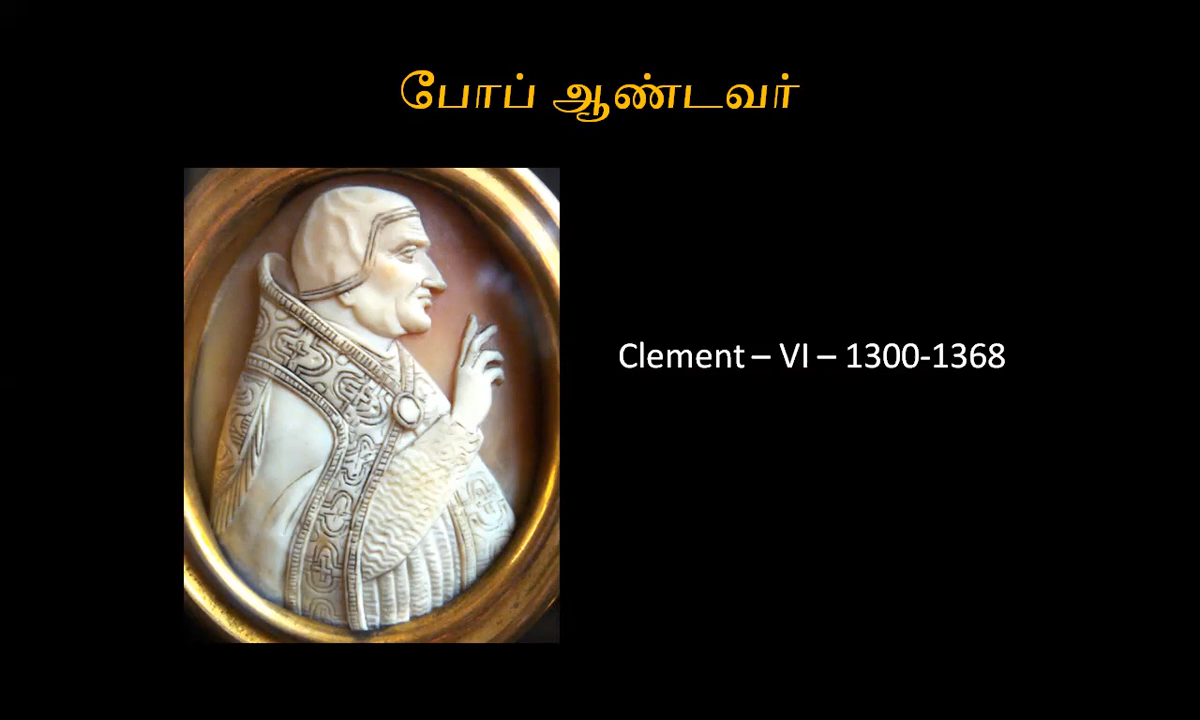 போப் ஆண்டவர்
Clement – VI – 1300-1368